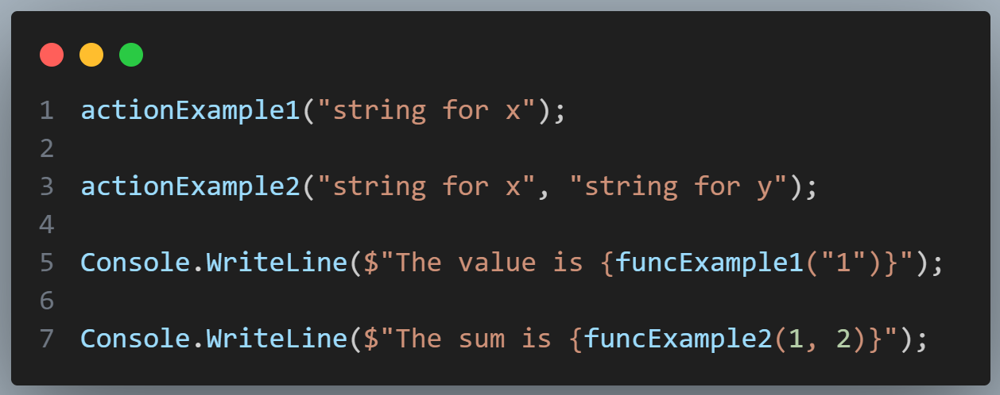 1 actionExample1("string for x");
2
3 actionExample2("string for x", "string for y");
4
5 Console.WriteLine($"The value is {funcExample1("1")}");
6
7 Console.WriteLine($"The sum is {funcExample2(1, 2)}");